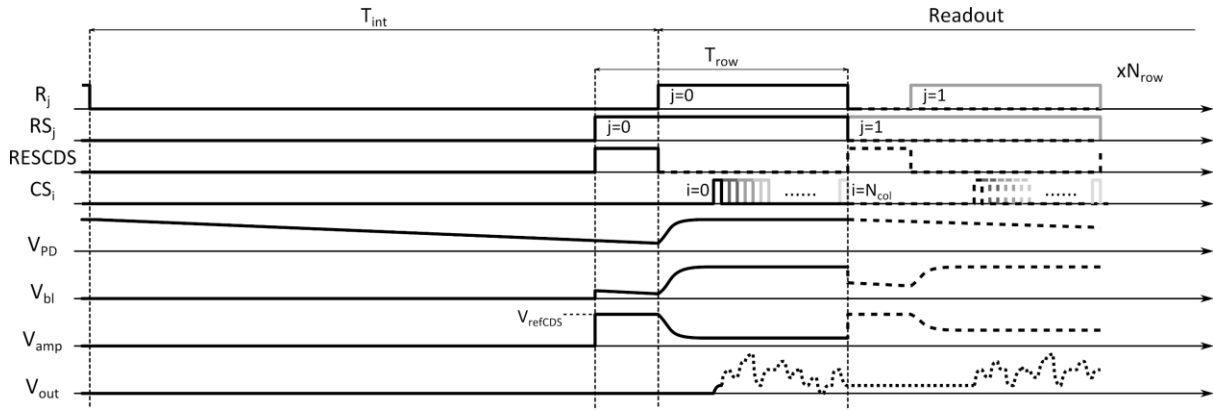 T_int Readout
T_row xN_row
R_j j=0 j=1
RS_j j=0 j=1
RESCDS
CS_i i=0 ...... i=N_col ......
V_PD
V_bl
V_refCDS
V_amp
V_out